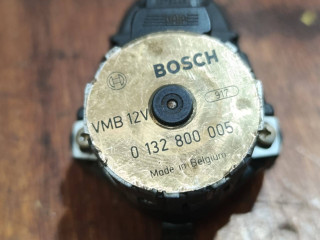 BOSCH
917
VMB 12V
0 132 800 005
Made in Belgium